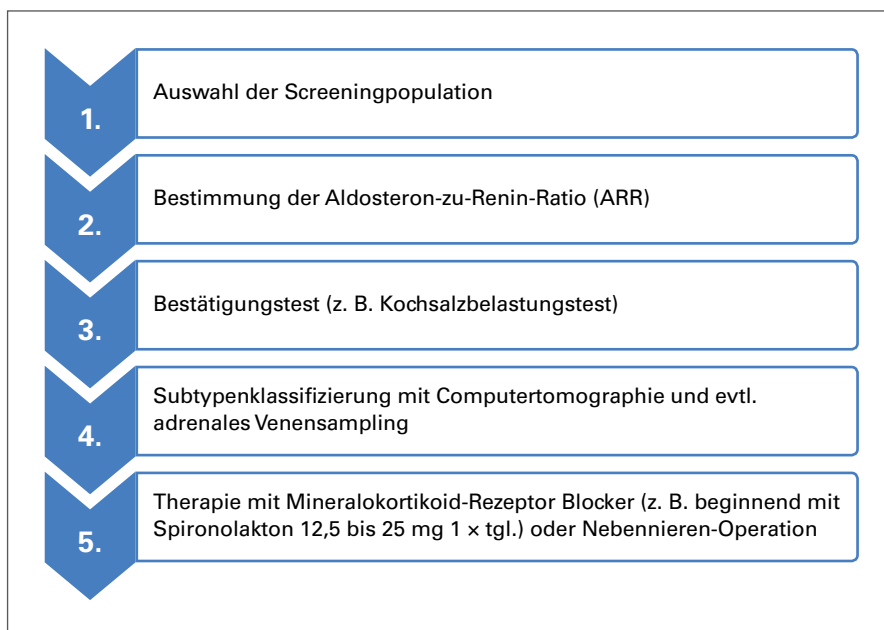 1.
Auswahl der Screeningpopulation
2.
Bestimmung der Aldosteron-zu-Renin-Ratio (ARR)
3.
Bestätigungstest (z. B. Kochsalzbelastungstest)
4.
Subtypenklassifizierung mit Computertomographie und evtl.
adrenales Venensampling
5.
Therapie mit Mineralokortikoid-Rezeptor Blocker (z. B. beginnend mit
Spironolakton 12,5 bis 25 mg 1 × tgl.) oder Nebennieren-Operation